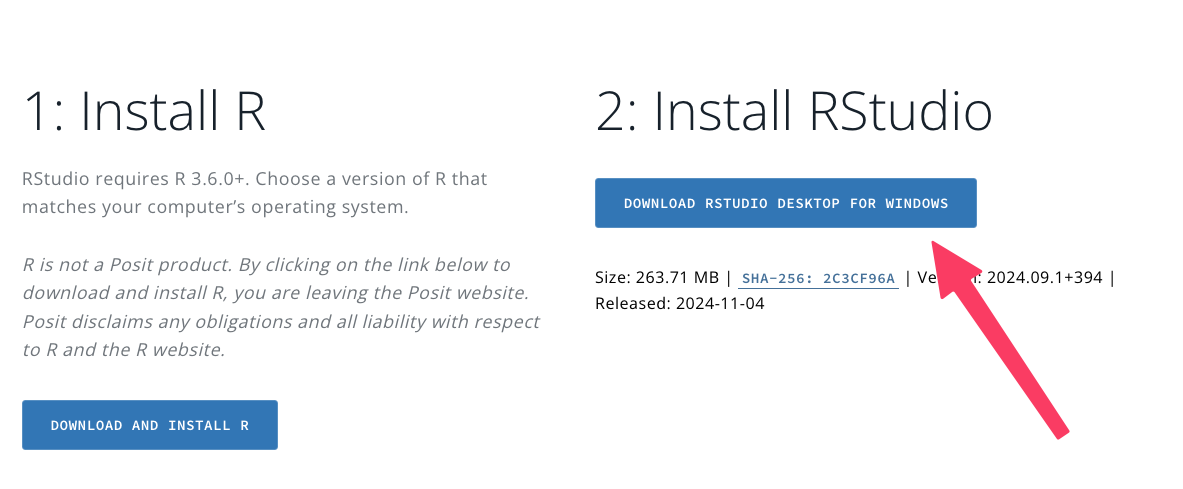 1: Install R
RStudio requires R 3.6.0+. Choose a version of R that
matches your computer’s operating system.
R is not a Posit product. By clicking on the link below to
download and install R, you are leaving the Posit website.
Posit disclaims any obligations and all liability with respect
to R and the R website.
DOWNLOAD AND INSTALL R
2: Install RStudio
DOWNLOAD RSTUDIO DESKTOP FOR WINDOWS
Size: 263.71 MB | SHA-256: 2C3CF96A | 2024.09.1+394 |
Released: 2024-11-04